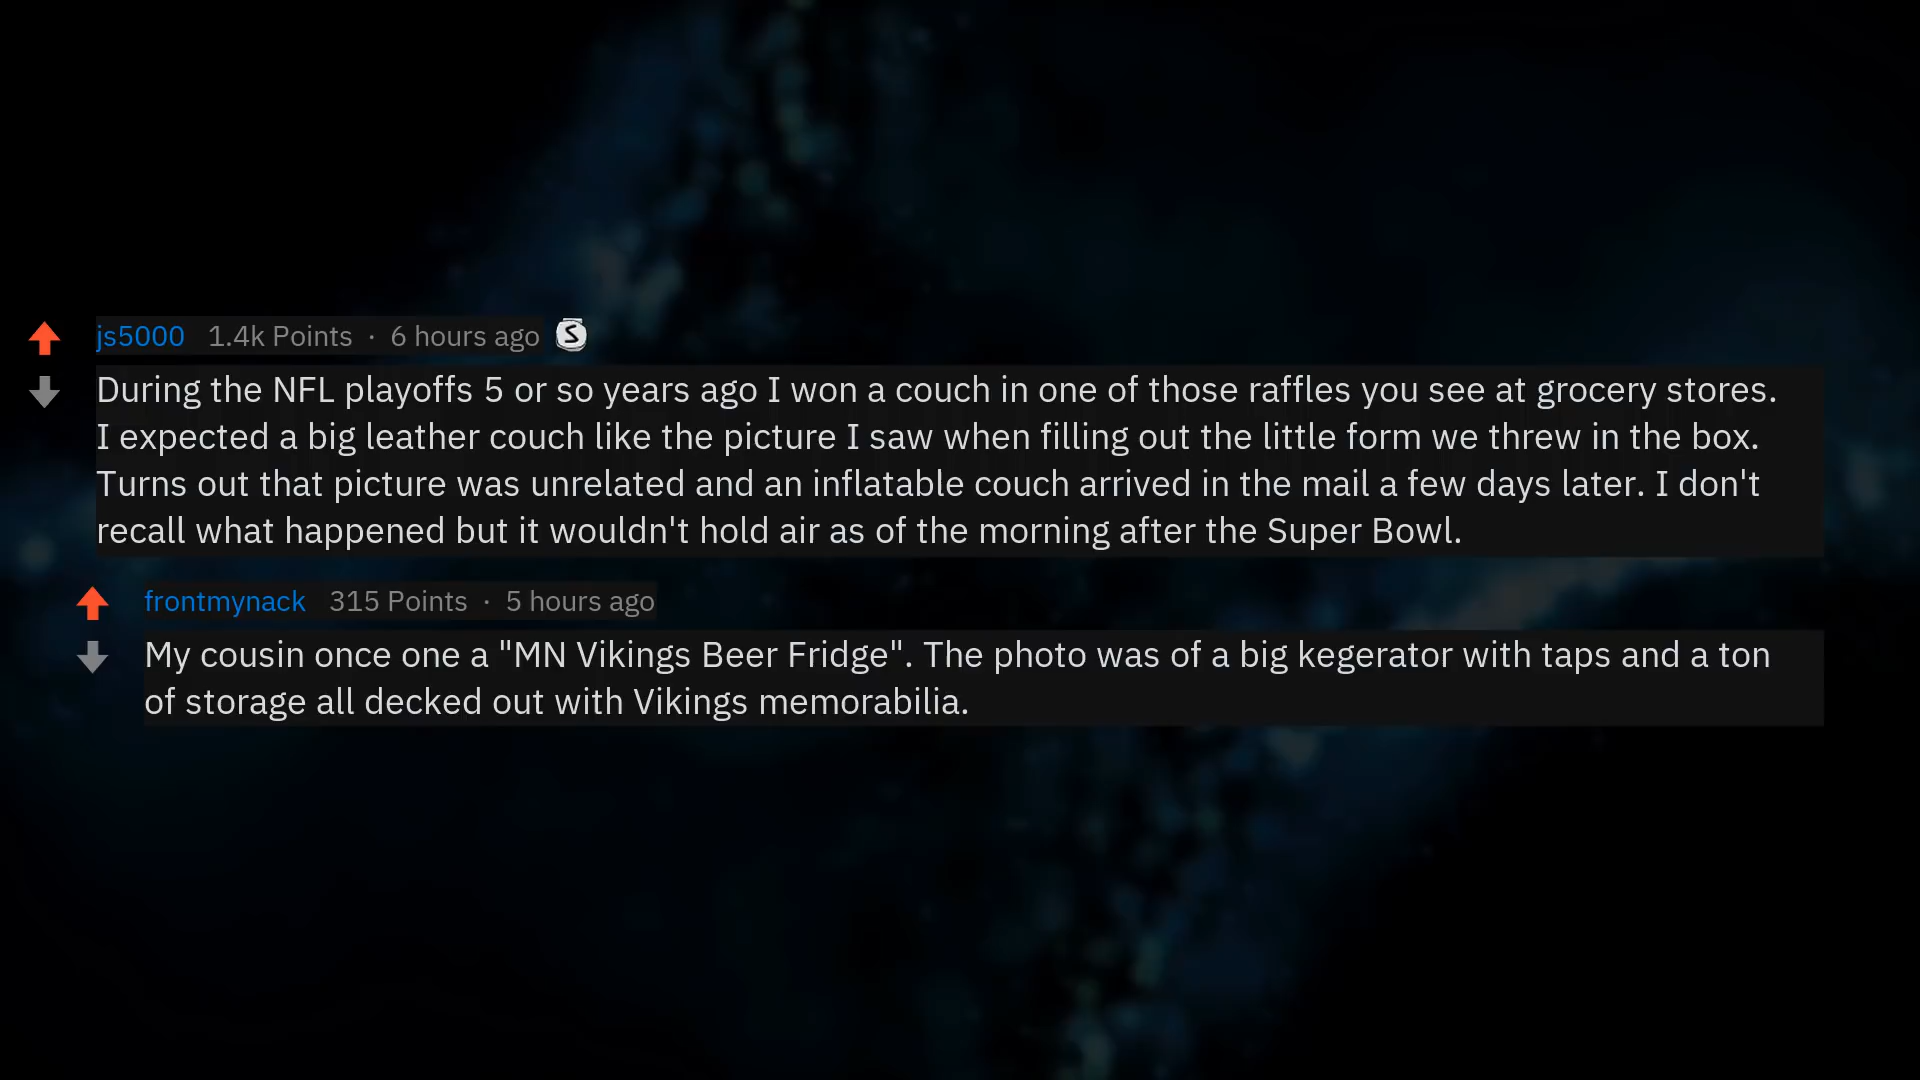 js5000 1.4k Points · 6 hours ago S
During the NFL playoffs 5 or so years ago I won a couch in one of those raffles you see at grocery stores.
I expected a big leather couch like the picture I saw when filling out the little form we threw in the box.
Turns out that picture was unrelated and an inflatable couch arrived in the mail a few days later. I don't
recall what happened but it wouldn't hold air as of the morning after the Super Bowl.
frontmynack 315 Points · 5 hours ago
My cousin once one a "MN Vikings Beer Fridge". The photo was of a big kegerator with taps and a ton
of storage all decked out with Vikings memorabilia.